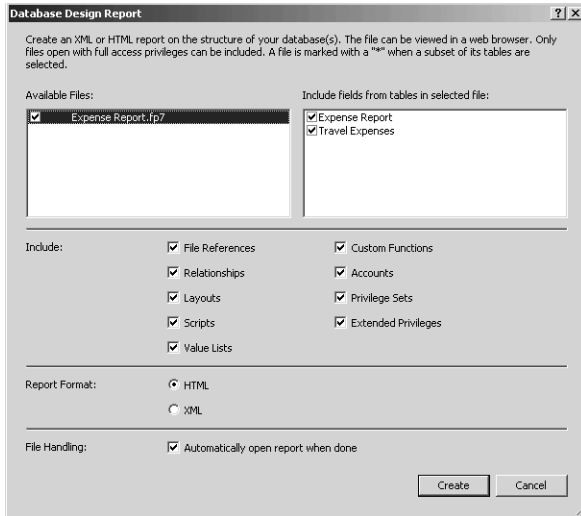 Database Design Report
Create an XML or HTML report on the structure of your database(s). The file can be viewed in a web browser. Only
files open with full access privileges can be included. A file is marked with a "*" when a subset of its tables are
selected.
Available Files:
Include fields from tables in selected file:
Expense Report.fp7
Expense Report
Travel Expenses
Include:
File References
Custom Functions
Relationships
Accounts
Layouts
Privilege Sets
Scripts
Extended Privileges
Value Lists
Report Format:
HTML
XML
File Handling:
Automatically open report when done
Create
Cancel